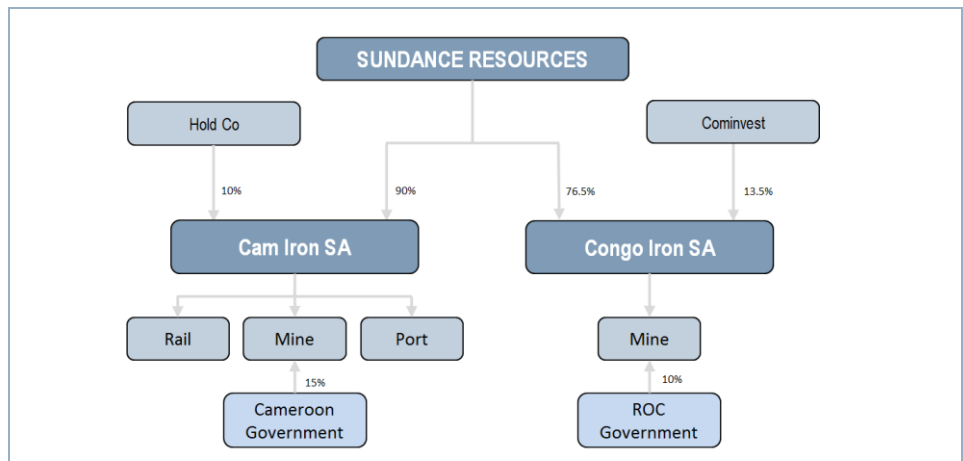 SUNDANCE RESOURCES
Hold Co
Cominvest
10%
90%
76.5%
13.5%
Cam Iron SA
Congo Iron SA
Rail
Mine
Port
Mine
15%
10%
Cameroon
Government
ROC
Government